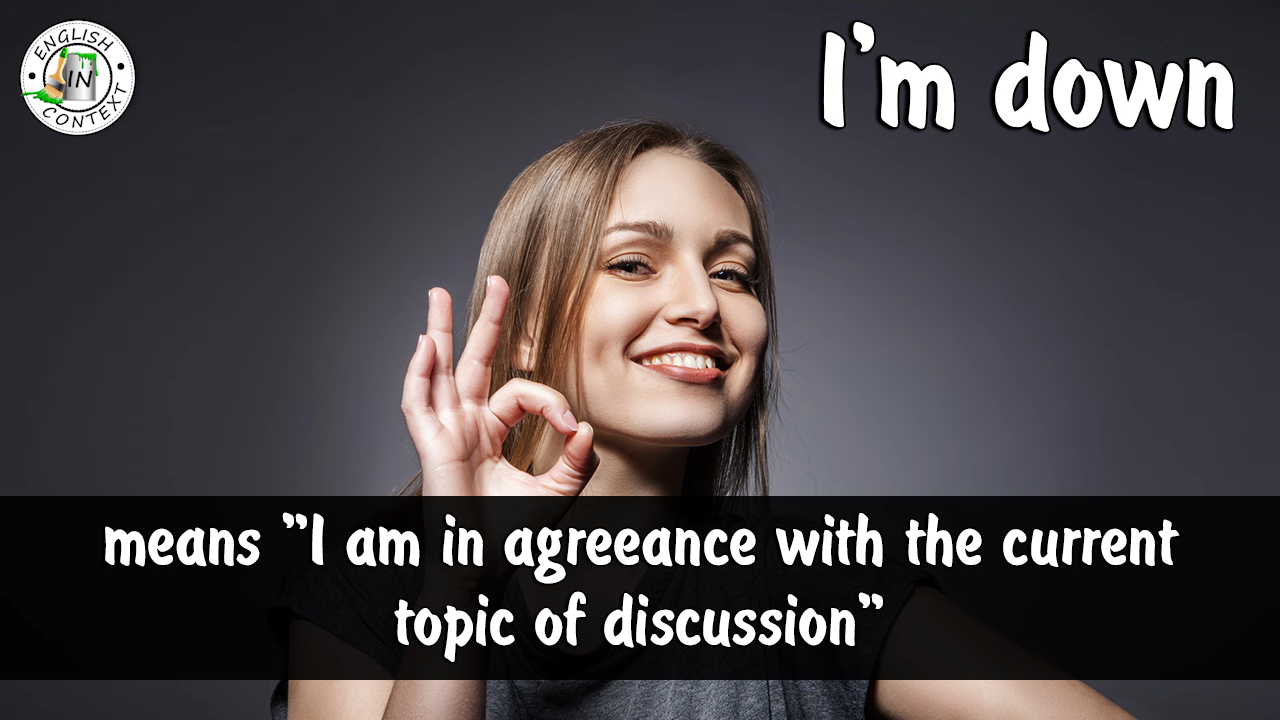 ENGLISH
IN
CONTEXT
I'm down
means "I am in agreeance with the current
topic of discussion"